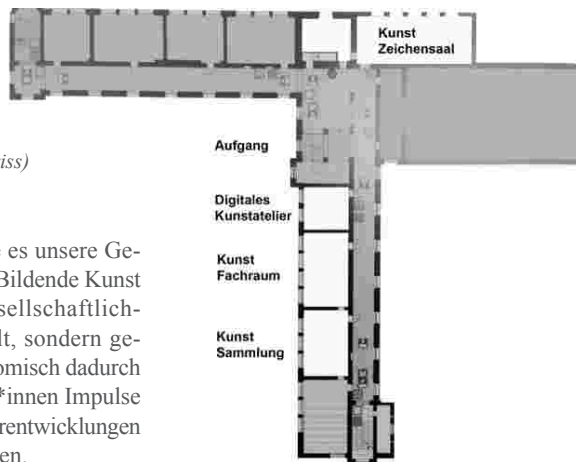 Kunst
Zeichensaal
iss)
Aufgang
Digitales
Kunstatelier
Kunst
Fachraum
Kunst
Sammlung
es unsere Ge-
Bildende Kunst
sellschaftlich-
lt, sondern ge-
omisch dadurch
*innen Impulse
rentwicklungen
en.